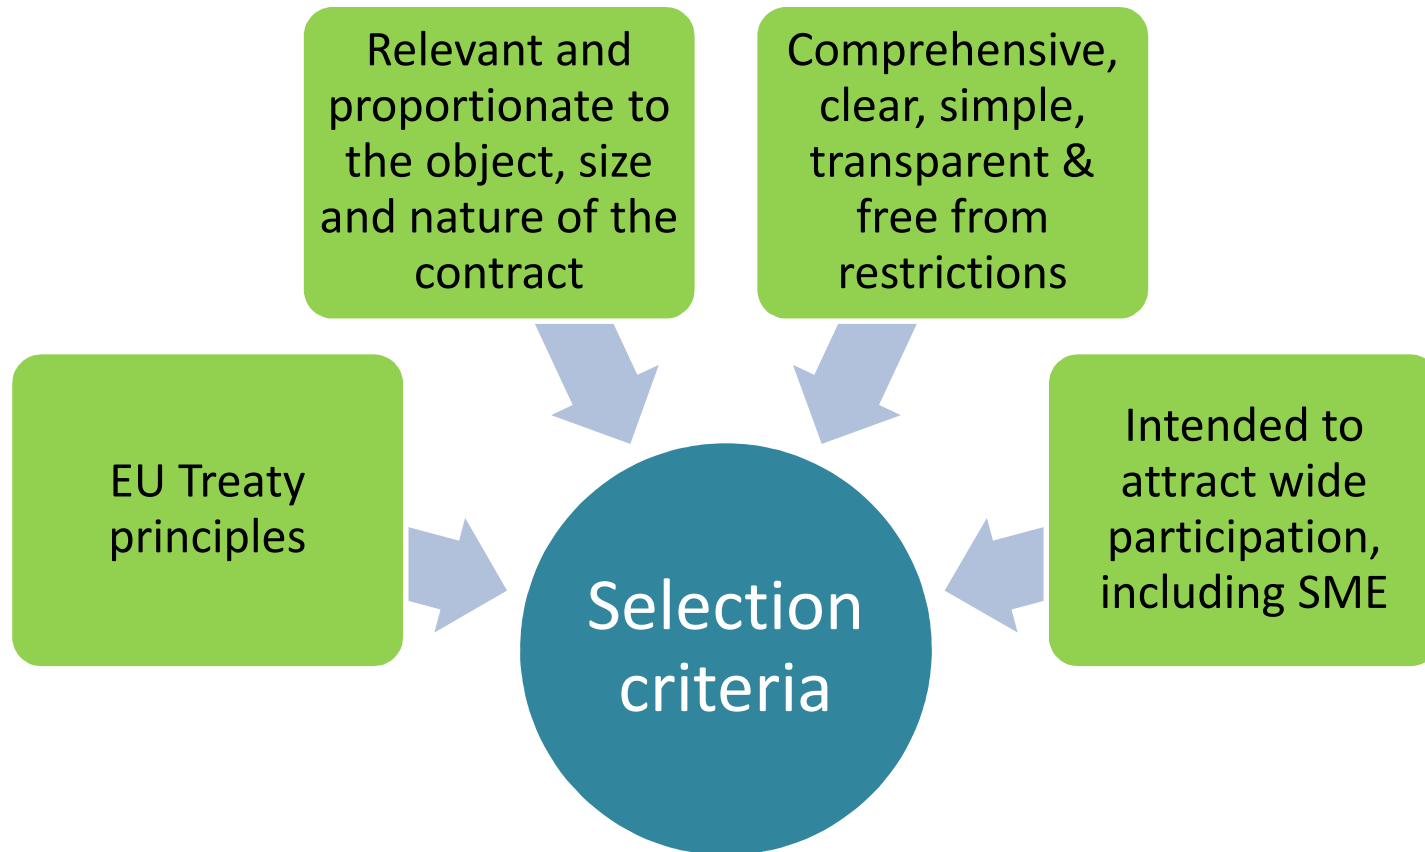 Relevant and
proportionate to
the object, size
and nature of the
contract
Comprehensive,
clear, simple,
transparent &
free from
restrictions
EU Treaty
principles
Intended to
attract wide
participation,
including SME
Selection
criteria